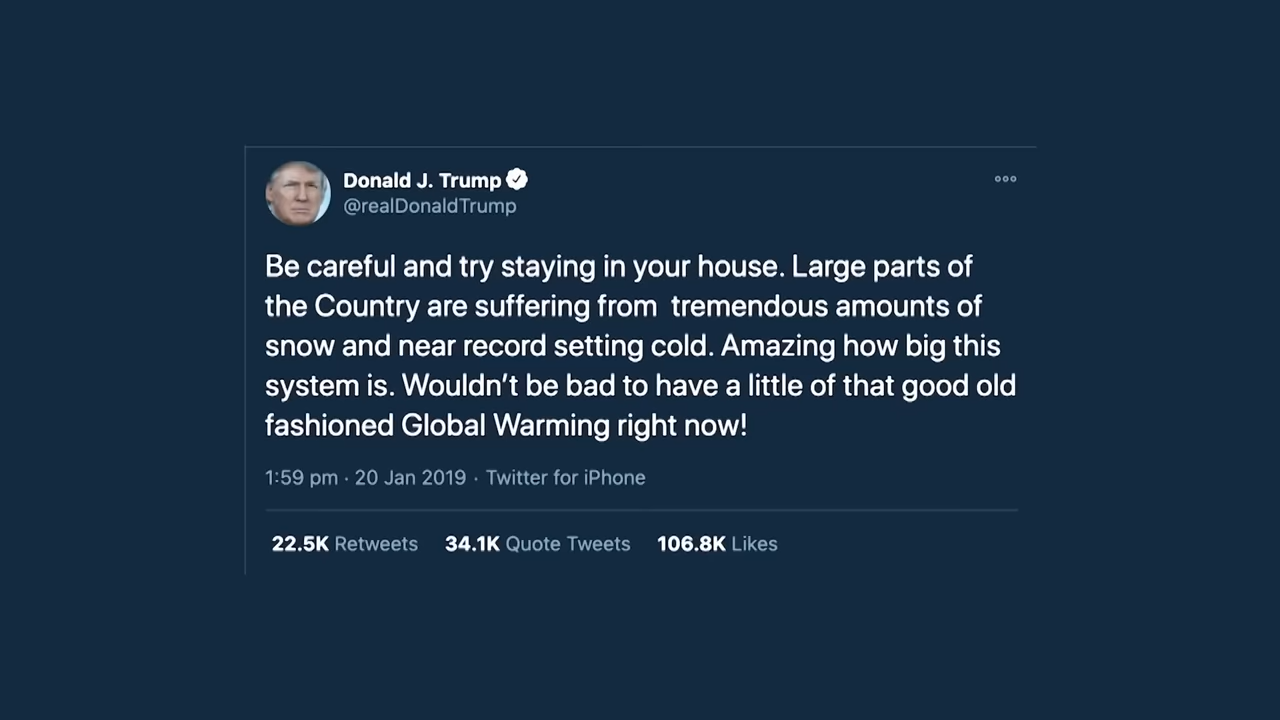 Donald J. Trump
@realDonaldTrump
Be careful and try staying in your house. Large parts of
the Country are suffering from  tremendous amounts of
snow and near record setting cold. Amazing how big this
system is. Wouldn’t be bad to have a little of that good old
fashioned Global Warming right now!
1:59 pm · 20 Jan 2019 · Twitter for iPhone
22.5K Retweets 34.1K Quote Tweets 106.8K Likes